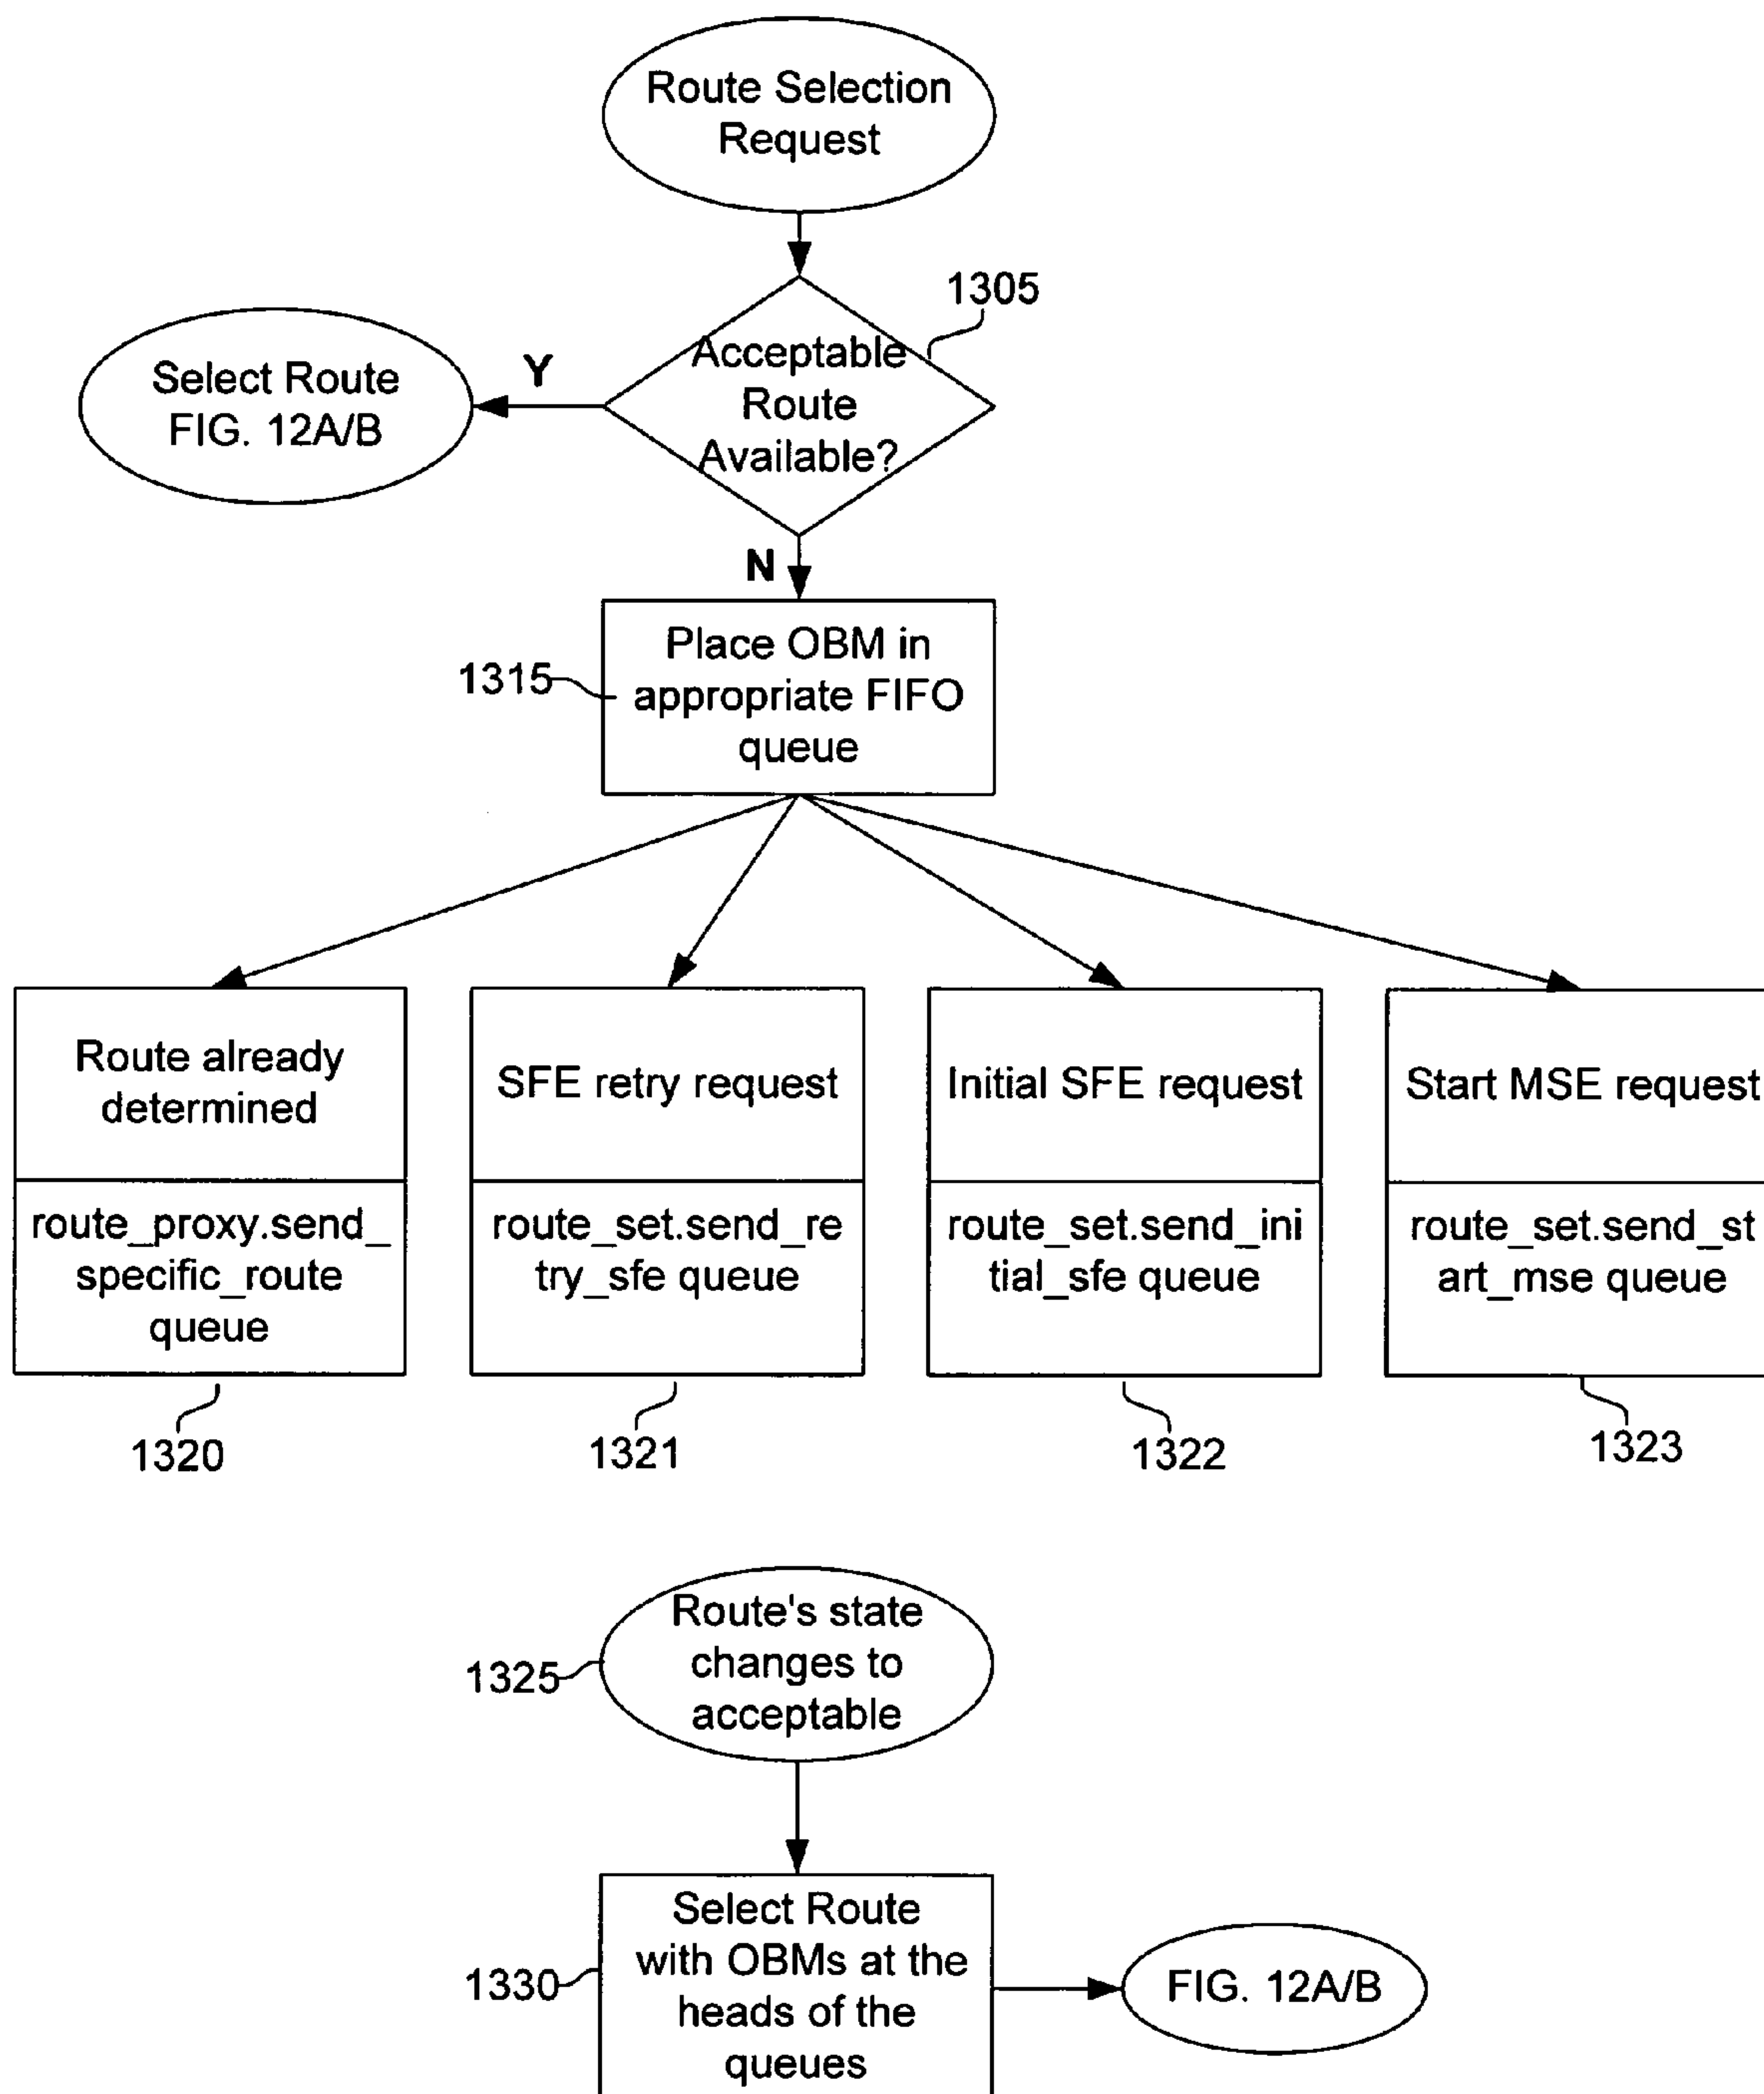 Route Selection
Request
1305
Acceptable
Route
Available?
Y
Select Route
FIG. 12A/B
N
1315
Place OBM in
appropriate FIFO
queue
Route already
determined
route_proxy.send_
specific_route
queue
1320
SFE retry request
route_set.send_re
try_sfe queue
1321
Initial SFE request
route_set.send_ini
tial_sfe queue
1322
Start MSE request
route_set.send_st
art_mse queue
1323
Route's state
changes to
acceptable
1325
Select Route
with OBMs at the
heads of the
queues
1330
FIG. 12A/B